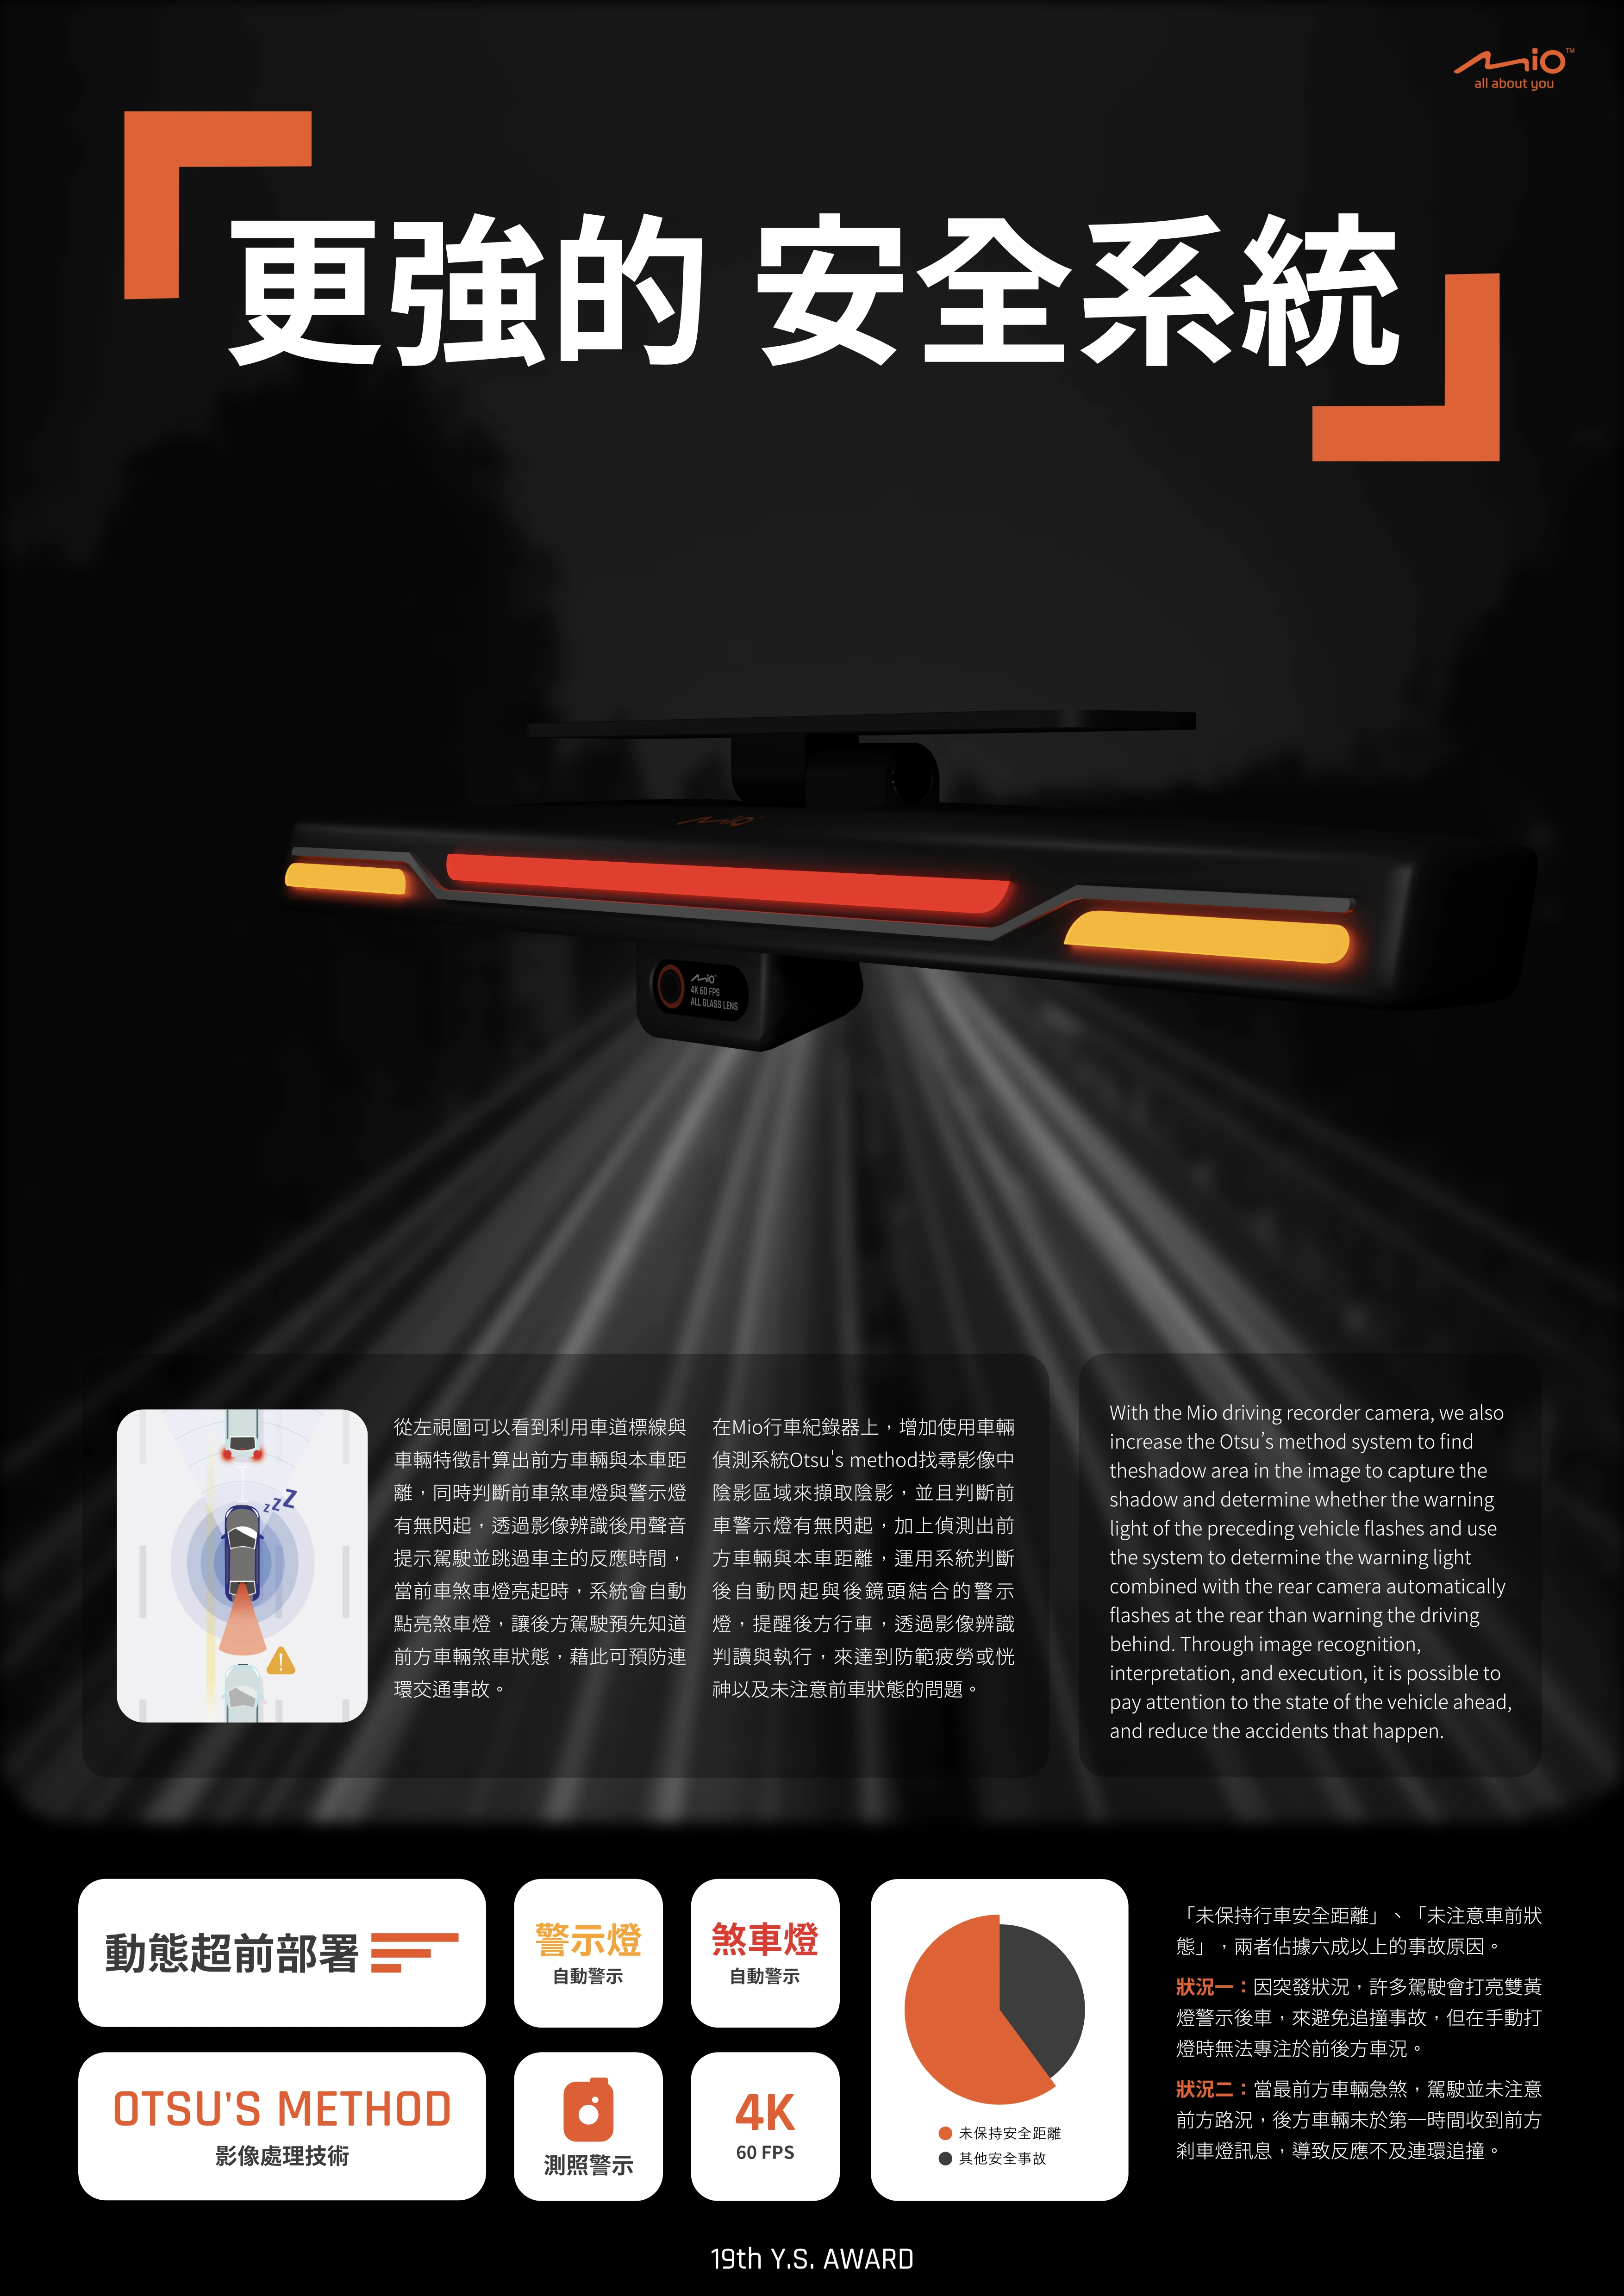 mio™
all about you
更強的 安全系統
mio
mio
4K 60 FPS
ALL GLASS LENS
zzZ
!
從左視圖可以看到利用車道標線與
車輛特徵計算出前方車輛與本車距
離，同時判斷前車煞車燈與警示燈
有無閃起，透過影像辨識後用聲音
提示駕駛並跳過車主的反應時間，
當前車煞車燈亮起時，系統會自動
點亮煞車燈，讓後方駕駛預先知道
前方車輛煞車狀態，藉此可預防連
環交通事故。
在Mio行車紀錄器上，增加使用車輛
偵測系統Otsu's method找尋影像中
陰影區域來擷取陰影，並且判斷前
車警示燈有無閃起，加上偵測出前
方車輛與本車距離，運用系統判斷
後自動閃起與後鏡頭結合的警示
燈，提醒後方行車，透過影像辨識
判讀與執行，來達到防範疲勞或恍
神以及未注意前車狀態的問題。
With the Mio driving recorder camera, we also
increase the Otsu's method system to find
theshadow area in the image to capture the
shadow and determine whether the warning
light of the preceding vehicle flashes and use
the system to determine the warning light
combined with the rear camera automatically
flashes at the rear than warning the driving
behind. Through image recognition,
interpretation, and execution, it is possible to
pay attention to the state of the vehicle ahead,
and reduce the accidents that happen.
動態超前部署
警示燈
自動警示
煞車燈
自動警示
OTSU'S METHOD
影像處理技術
測照警示
4K
60 FPS
未保持安全距離
其他安全事故
「未保持行車安全距離」、「未注意車前狀
態」，兩者佔據六成以上的事故原因。
狀況一：因突發狀況，許多駕駛會打亮雙黃
燈警示後車，來避免追撞事故，但在手動打
燈時無法專注於前後方車況。
狀況二：當最前方車輛急煞，駕駛並未注意
前方路況，後方車輛未於第一時間收到前方
剎車燈訊息，導致反應不及連環追撞。
19th Y.S. AWARD